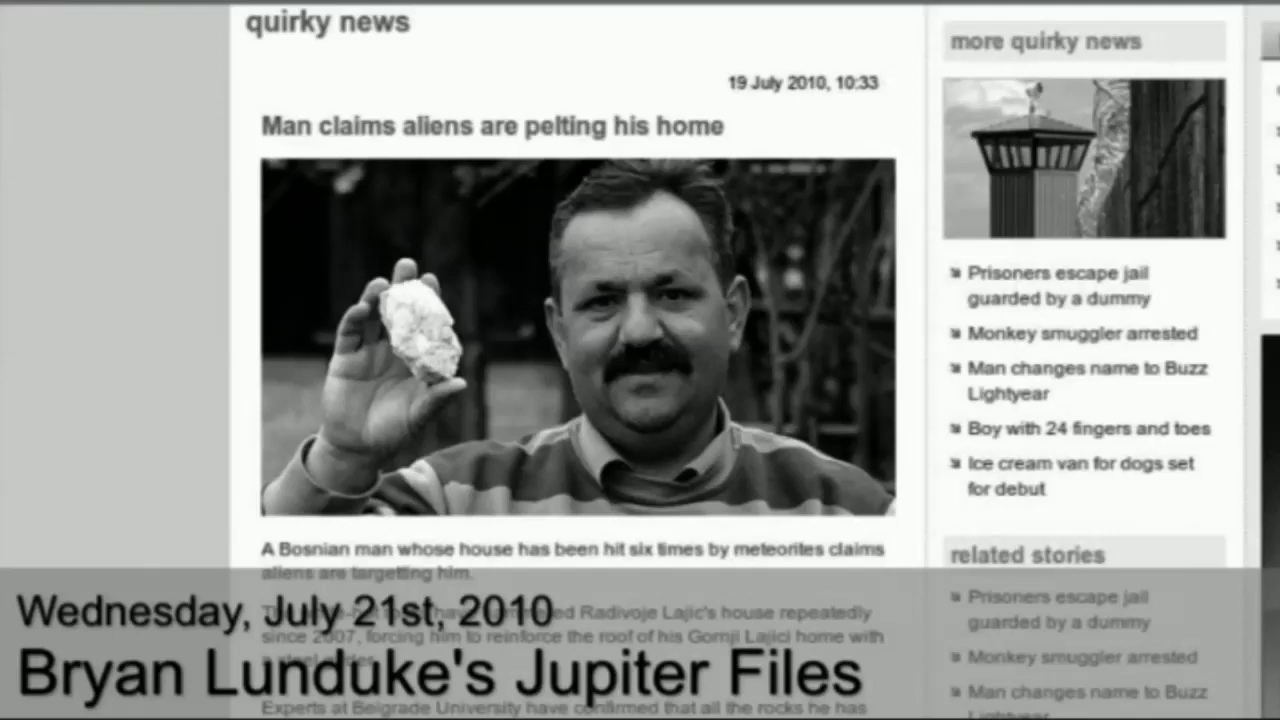 quirky news
19 July 2010, 10:33
Man claims aliens are pelting his home
A Bosnian man whose house has been hit six times by meteorites claims
aliens are targetting him.
Radivoje Lajic's house repeatedly
since 2007, forcing him to reinforce the roof of his Gornji Lajici home with
Experts at Belgrade University have confirmed that all the rocks he has
more quirky news
Prisoners escape jail
guarded by a dummy
Monkey smuggler arrested
Man changes name to Buzz
Lightyear
Boy with 24 fingers and toes
Ice cream van for dogs set
for debut
related stories
Prisoners escape jail
guarded by a dummy
Monkey smuggler arrested
Man changes name to Buzz
Lightyear
Wednesday, July 21st, 2010
Bryan Lunduke's Jupiter Files